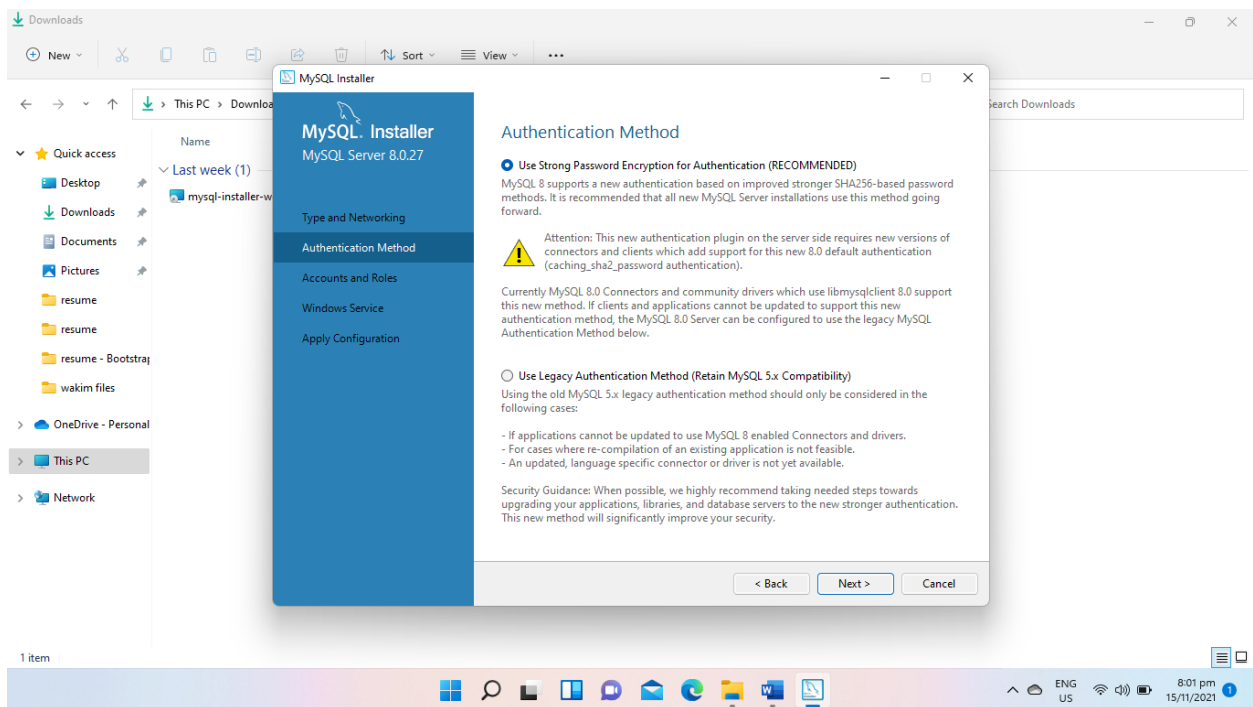 Downloads
New
Sort
View
This PC > Downloa
Search Downloads
Quick access
Desktop
Downloads
Documents
Pictures
resume
resume
resume - Bootstrap
wakim files
OneDrive - Personal
This PC
Network
Name
Last week (1)
mysql-installer-w
1 item
MySQL Installer
MySQL. Installer
MySQL Server 8.0.27
Type and Networking
Authentication Method
Accounts and Roles
Windows Service
Apply Configuration
Authentication Method
Use Strong Password Encryption for Authentication (RECOMMENDED)
MySQL 8 supports a new authentication based on improved stronger SHA256-based password
methods. It is recommended that all new MySQL Server installations use this method going
forward.
Attention: This new authentication plugin on the server side requires new versions of
connectors and clients which add support for this new 8.0 default authentication
(caching_sha2_password authentication).
Currently MySQL 8.0 Connectors and community drivers which use libmysqlclient 8.0 support
this new method. If clients and applications cannot be updated to support this new
authentication method, the MySQL 8.0 Server can be configured to use the legacy MySQL
Authentication Method below.
Use Legacy Authentication Method (Retain MySQL 5.x Compatibility)
Using the old MySQL 5.x legacy authentication method should only be considered in the
following cases:
- If applications cannot be updated to use MySQL 8 enabled Connectors and drivers.
- For cases where re-compilation of an existing application is not feasible.
- An updated, language specific connector or driver is not yet available.
Security Guidance: When possible, we highly recommend taking needed steps towards
upgrading your applications, libraries, and database servers to the new stronger authentication.
This new method will significantly improve your security.
< Back
Next >
Cancel
ENG
US
8:01 pm
15/11/2021
1